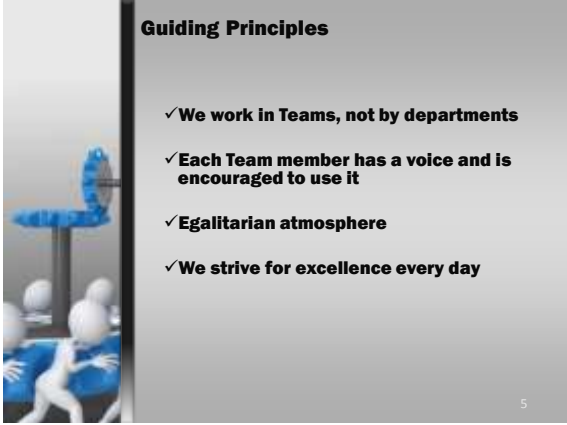 Guiding Principles
✓We work in Teams, not by departments
✓Each Team member has a voice and is
encouraged to use it
✓Egalitarian atmosphere
✓We strive for excellence every day
5